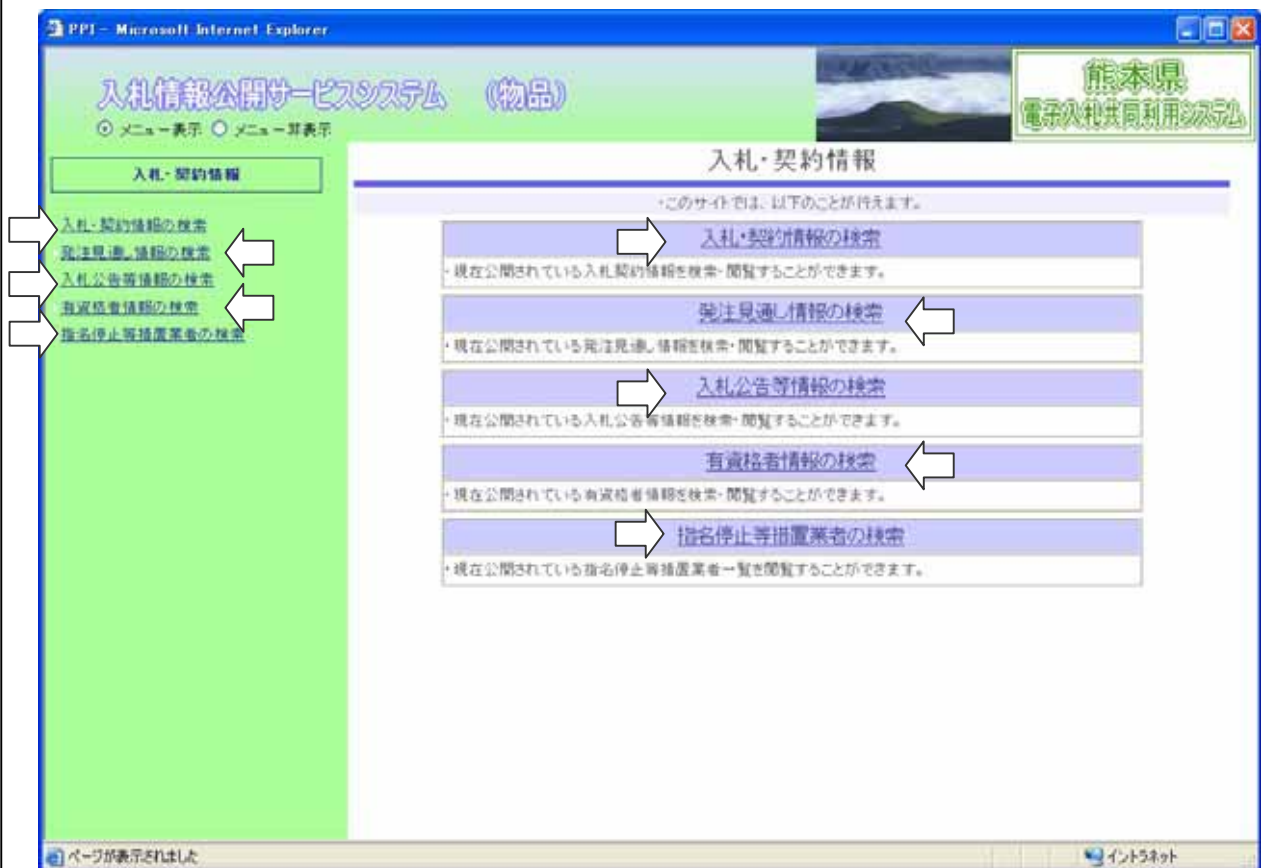 PPI - Microsoft Internet Explorer
入札情報公開サービスシステム (物品)
メニュー表示 メニュー非表示
熊本県
電子入札共同利用システム
入札・契約情報
入札・契約情報の検索
発注見通し情報の検索
入札公告等情報の検索
有資格者情報の検索
指名停止等措置業者の検索
入札・契約情報
・このサイトでは、以下のことが行えます。
入札・契約情報の検索
・現在公開されている入札契約情報を検索・閲覧することができます。
発注見通し情報の検索
・現在公開されている発注見通し情報を検索・閲覧することができます。
入札公告等情報の検索
・現在公開されている入札公告等情報を検索・閲覧することができます。
有資格者情報の検索
・現在公開されている有資格者情報を検索・閲覧することができます。
指名停止等措置業者の検索
・現在公開されている指名停止等措置業者一覧を閲覧することができます。
ページが表示されました
イントラネット